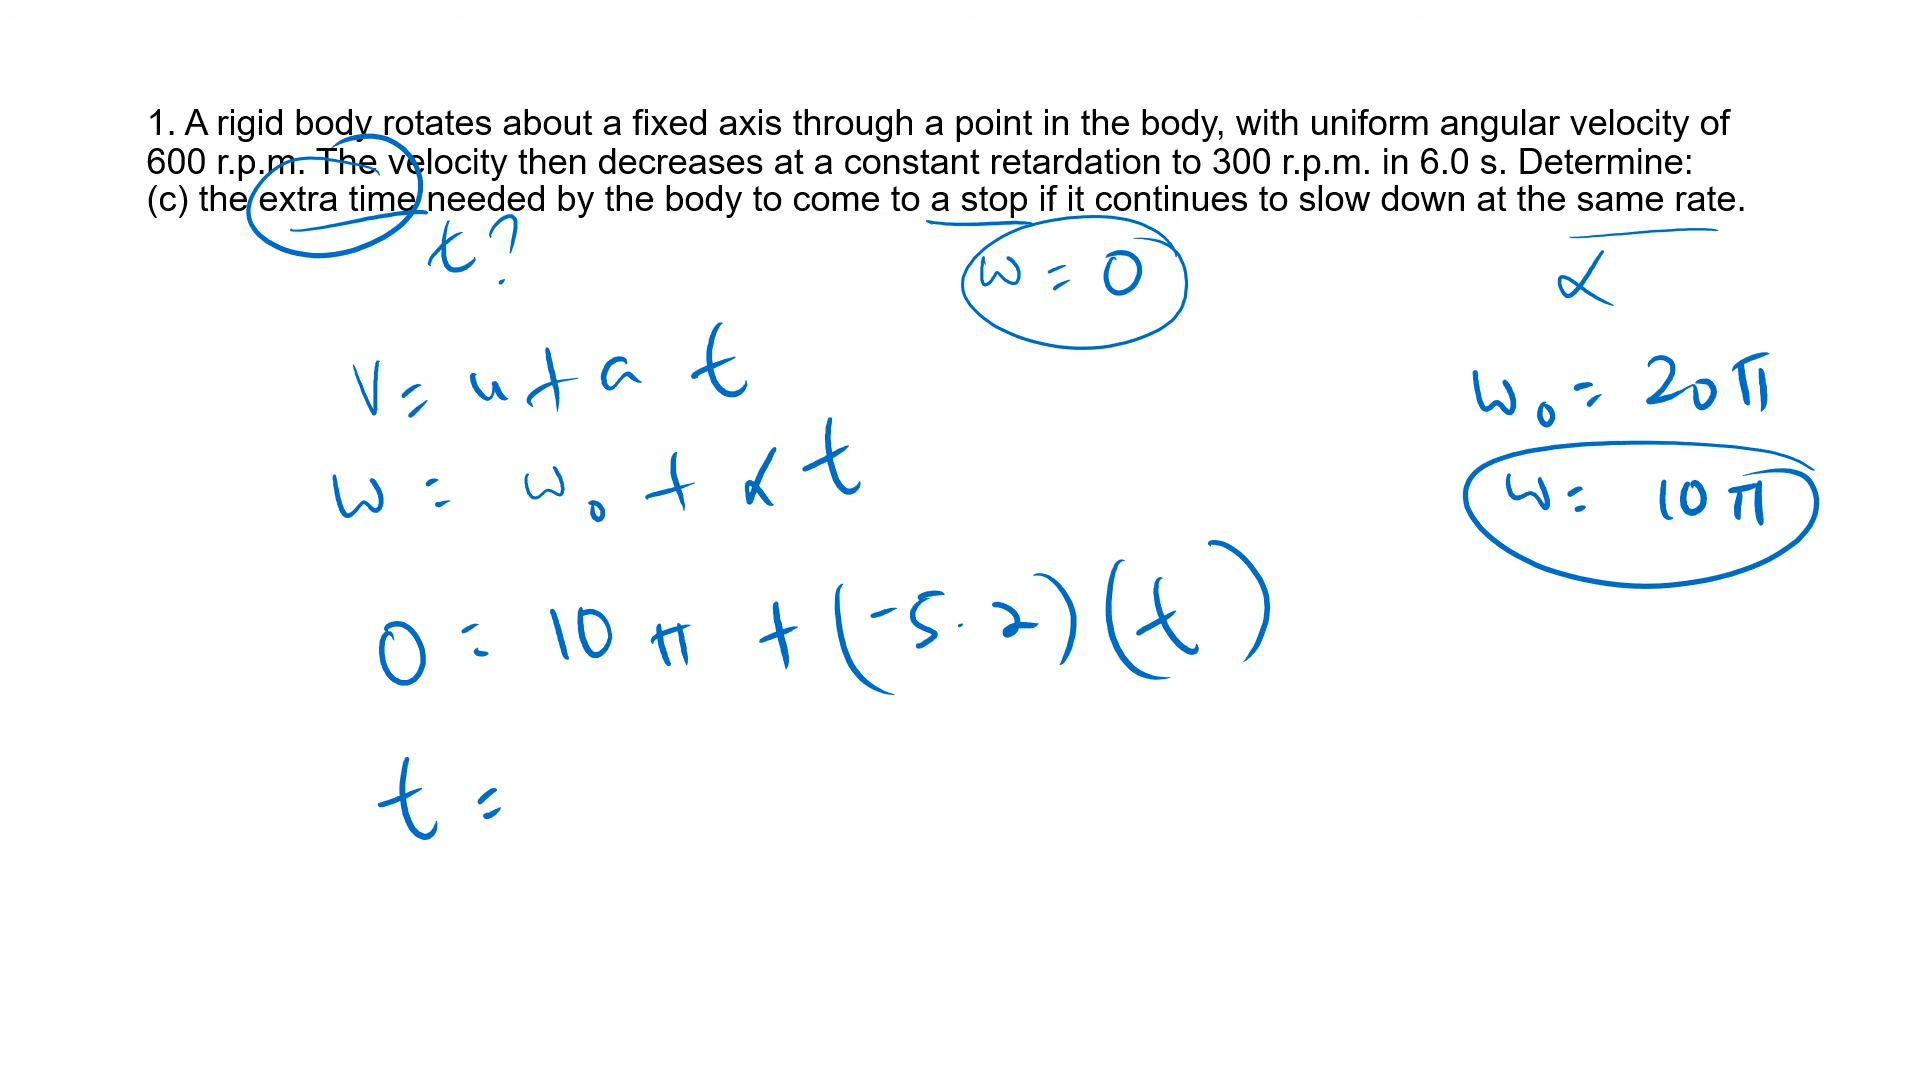 1. A rigid body rotates about a fixed axis through a point in the body, with uniform angular velocity of
600 r.p.m. The velocity then decreases at a constant retardation to 300 r.p.m. in 6.0 s. Determine:
(c) the extra time needed by the body to come to a stop if it continues to slow down at the same rate.
t?
ω = 0
α
v = u + a t
ω₀ = 20π
ω = ω₀ + α t
ω = 10π
0 = 10π + (-5.2)(t)
t =